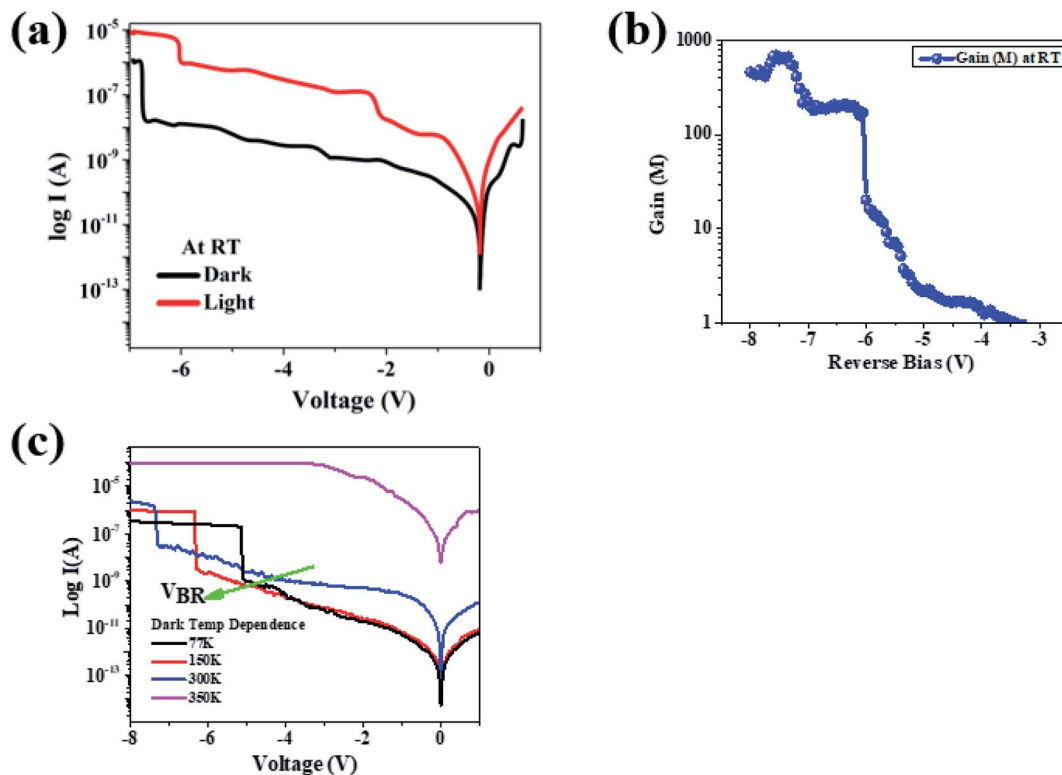 (a)
10⁻⁵
10⁻⁷
10⁻⁹
10⁻¹¹
10⁻¹³
log I (A)
At RT
Dark
Light
-6
-4
-2
0
Voltage (V)
(b)
1000
100
10
1
Gain (M)
Gain (M) at RT
-8
-7
-6
-5
-4
-3
Reverse Bias (V)
(c)
10⁻⁵
10⁻⁷
10⁻⁹
10⁻¹¹
10⁻¹³
Log I(A)
V_BR
Dark Temp Dependence
77K
150K
300K
350K
-8
-6
-4
-2
0
Voltage (V)